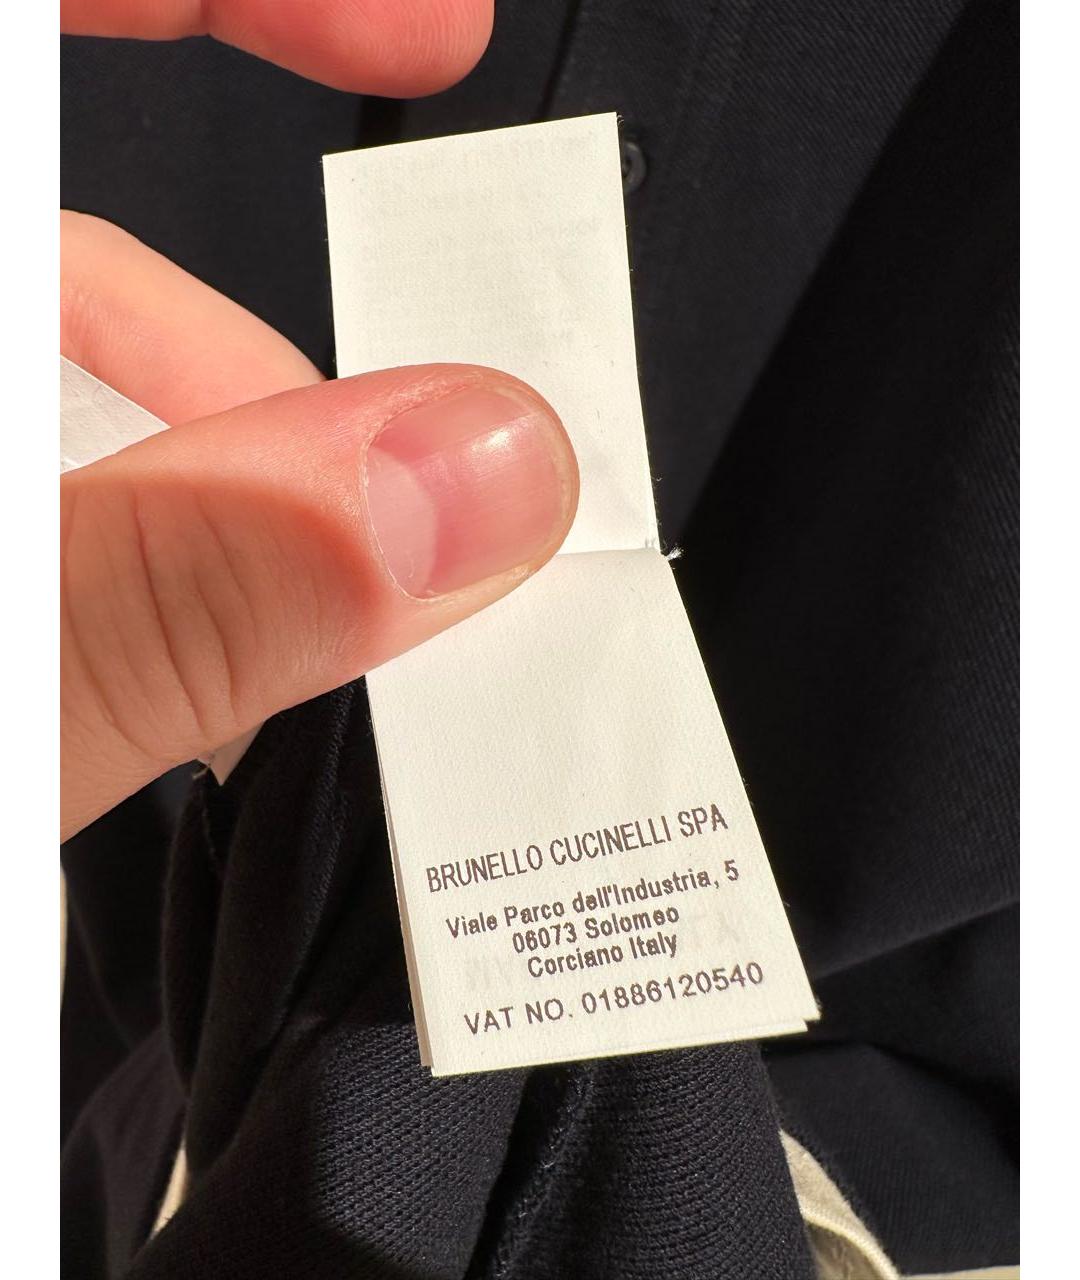 BRUNELLO CUCINELLI SPA
Viale Parco dell'Industria, 5
06073 Solomeo
Corciano Italy
VAT NO. 01886120540